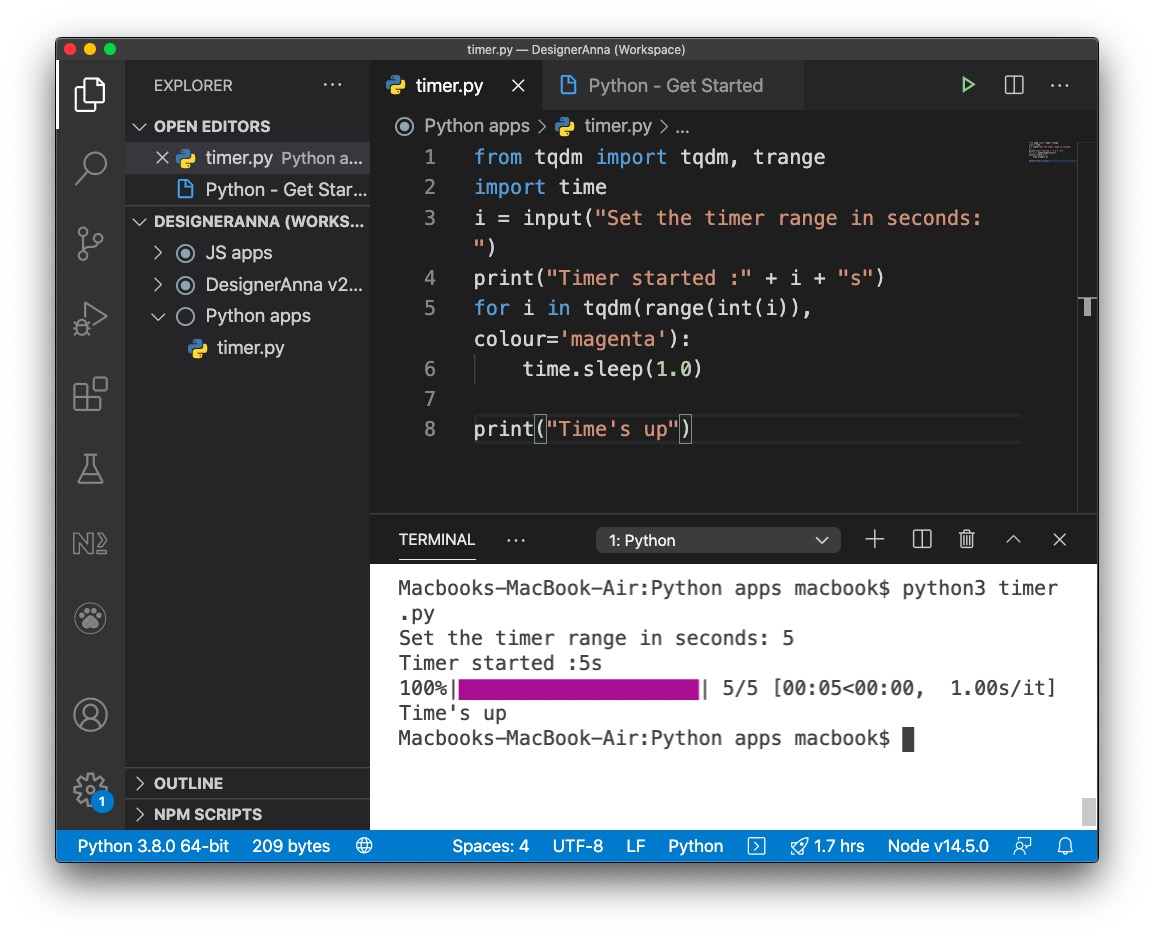 timer.py — DesignerAnna (Workspace)
EXPLORER
OPEN EDITORS
timer.py Python a...
Python - Get Star...
DESIGNERANNA (WORKS...
JS apps
DesignerAnna v2...
Python apps
timer.py
OUTLINE
NPM SCRIPTS
timer.py
Python - Get Started
Python apps > timer.py > ...
1 from tqdm import tqdm, trange
2 import time
3 i = input("Set the timer range in seconds:
")
4 print("Timer started :" + i + "s")
5 for i in tqdm(range(int(i)),
colour='magenta'):
6 time.sleep(1.0)
7
8 print("Time's up")
TERMINAL
1: Python
Macbooks-MacBook-Air:Python apps macbook$ python3 timer
.py
Set the timer range in seconds: 5
Timer started :5s
100%| | 5/5 [00:05<00:00, 1.00s/it]
Time's up
Macbooks-MacBook-Air:Python apps macbook$
1
Python 3.8.0 64-bit 209 bytes Spaces: 4 UTF-8 LF Python 1.7 hrs Node v14.5.0